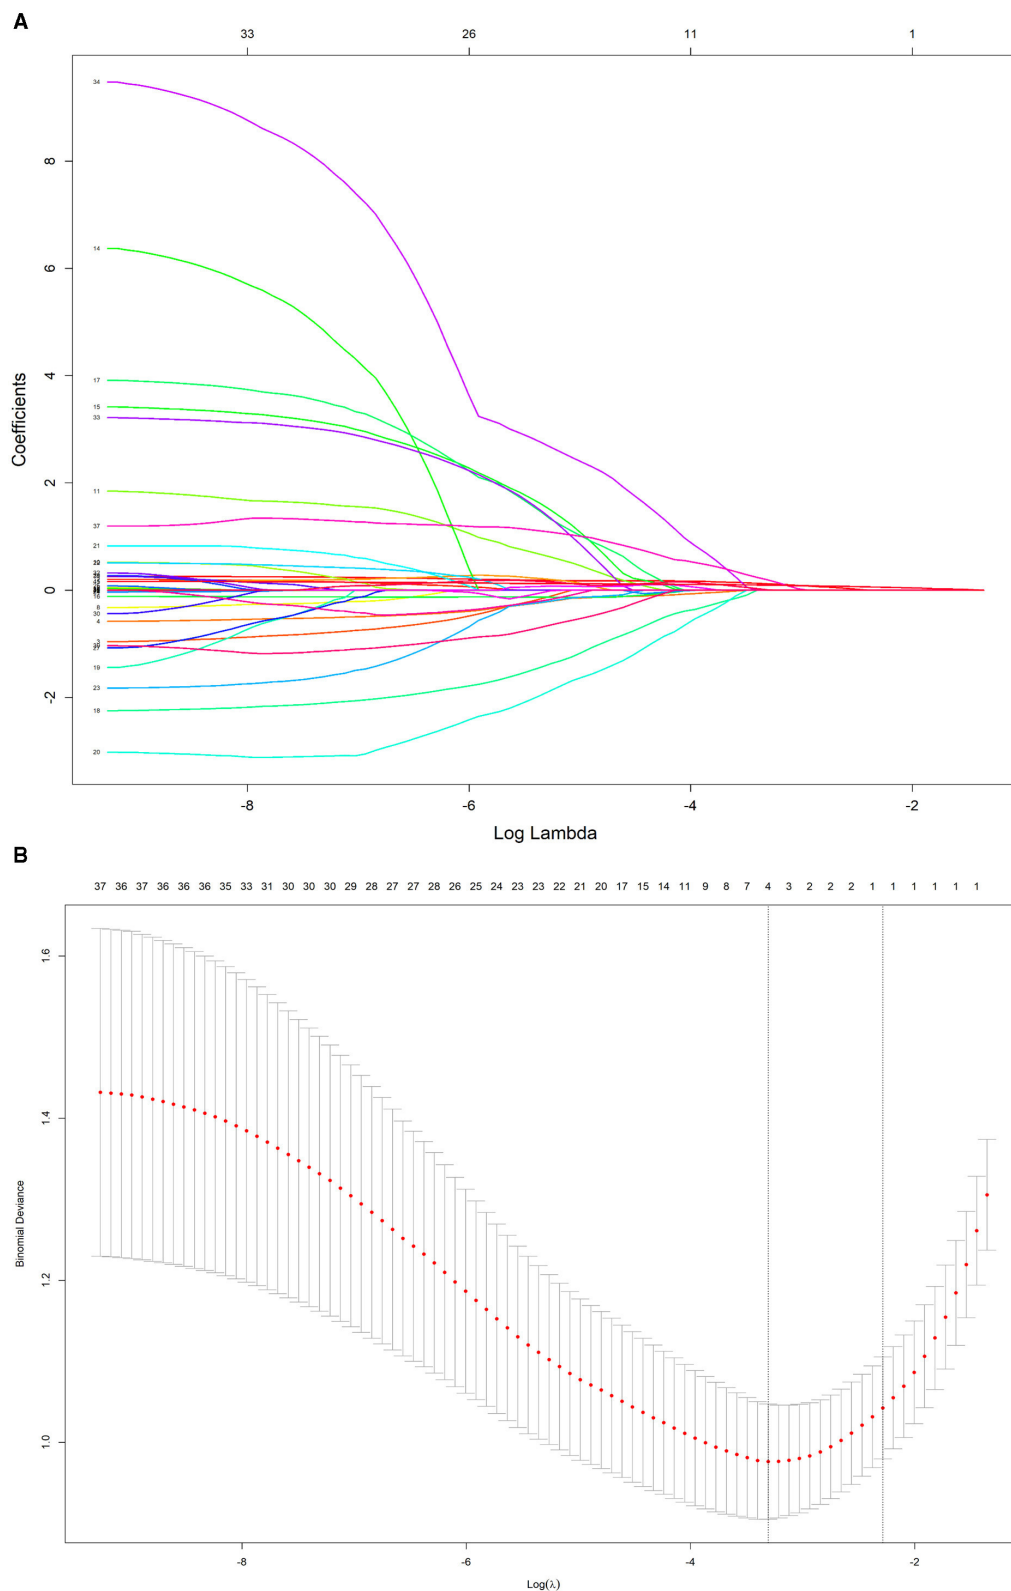 A
33 26 11 1
34
8
6
14
4
17
15
33
Coefficients
2
11
37
21
0
8
30
4
3
27
19
-2
23
18
20
-8 -6 -4 -2
Log Lambda
B
37 36 37 36 36 36 35 33 31 30 30 30 29 28 27 27 28 26 25 24 23 23 22 21 20 17 15 14 11 9 8 7 4 3 2 2 2 1 1 1 1 1 1
1.6
1.4
Binomial Deviance
1.2
1.0
-8 -6 -4 -2
Log(λ)